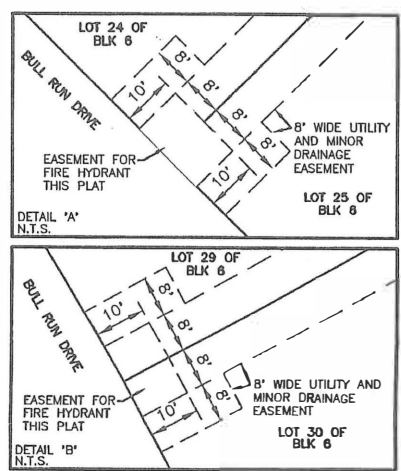 LOT 24 OF
BLK 6
BULL RUN DRIVE
8'
8'
8'
8'
10'
10'
8' WIDE UTILITY
AND MINOR
DRAINAGE
EASEMENT
EASEMENT FOR
FIRE HYDRANT
THIS PLAT
LOT 25 OF
BLK 6
DETAIL 'A'
N.T.S.
LOT 29 OF
BLK 6
BULL RUN DRIVE
8'
8'
8'
8'
10'
10'
8' WIDE UTILITY AND
MINOR DRAINAGE
EASEMENT
EASEMENT FOR
FIRE HYDRANT
THIS PLAT
LOT 30 OF
BLK 6
DETAIL 'B'
N.T.S.